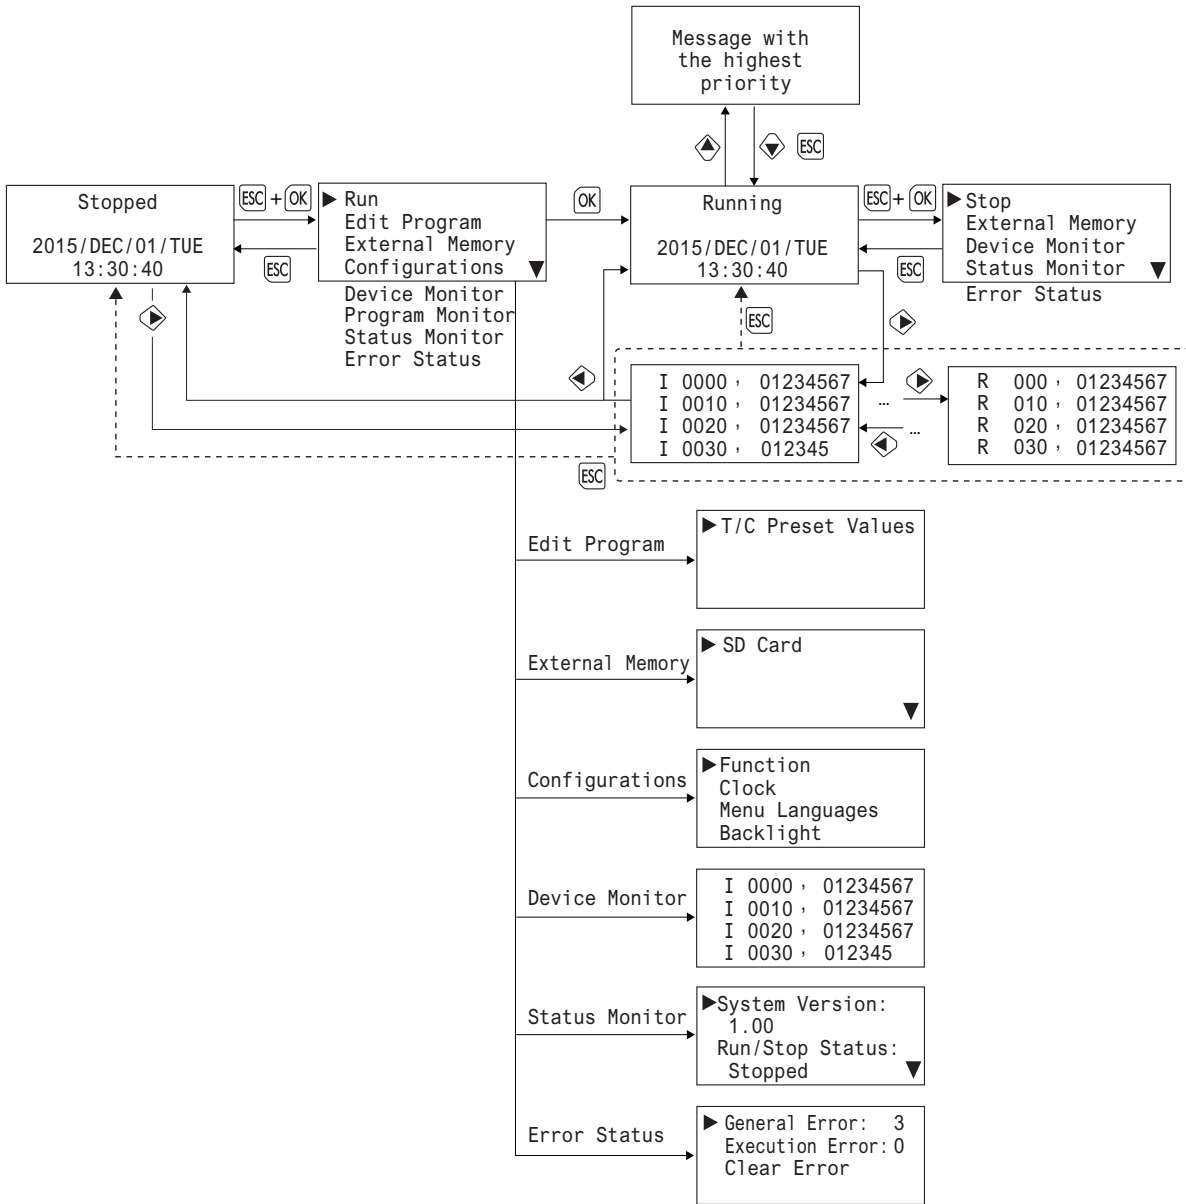 Message with
the highest
priority
ESC
Stopped
2015/DEC/01/TUE
13:30:40
ESC + OK
ESC
▶ Run
Edit Program
External Memory
Configurations ▼
Device Monitor
Program Monitor
Status Monitor
Error Status
OK
Running
2015/DEC/01/TUE
13:30:40
ESC + OK
ESC
▶ Stop
External Memory
Device Monitor
Status Monitor ▼
Error Status
ESC
I 0000, 01234567
I 0010, 01234567
I 0020, 01234567
I 0030, 012345
...
...
R 000, 01234567
R 010, 01234567
R 020, 01234567
R 030, 01234567
ESC
Edit Program
▶ T/C Preset Values
External Memory
▶ SD Card
▼
Configurations
▶ Function
Clock
Menu Languages
Backlight
Device Monitor
I 0000, 01234567
I 0010, 01234567
I 0020, 01234567
I 0030, 012345
Status Monitor
▶ System Version:
1.00
Run/Stop Status:
Stopped ▼
Error Status
▶ General Error: 3
Execution Error: 0
Clear Error